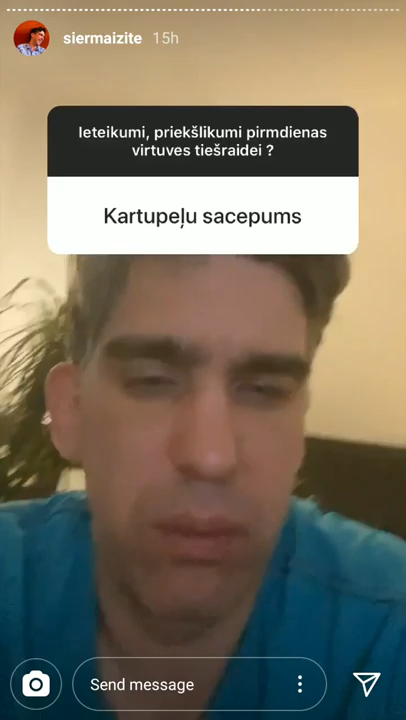 siermaizite 15h
Ieteikumi, priekšlikumi pirmdienas
virtuves tiešraidei ?
Kartupeļu sacepums
Send message